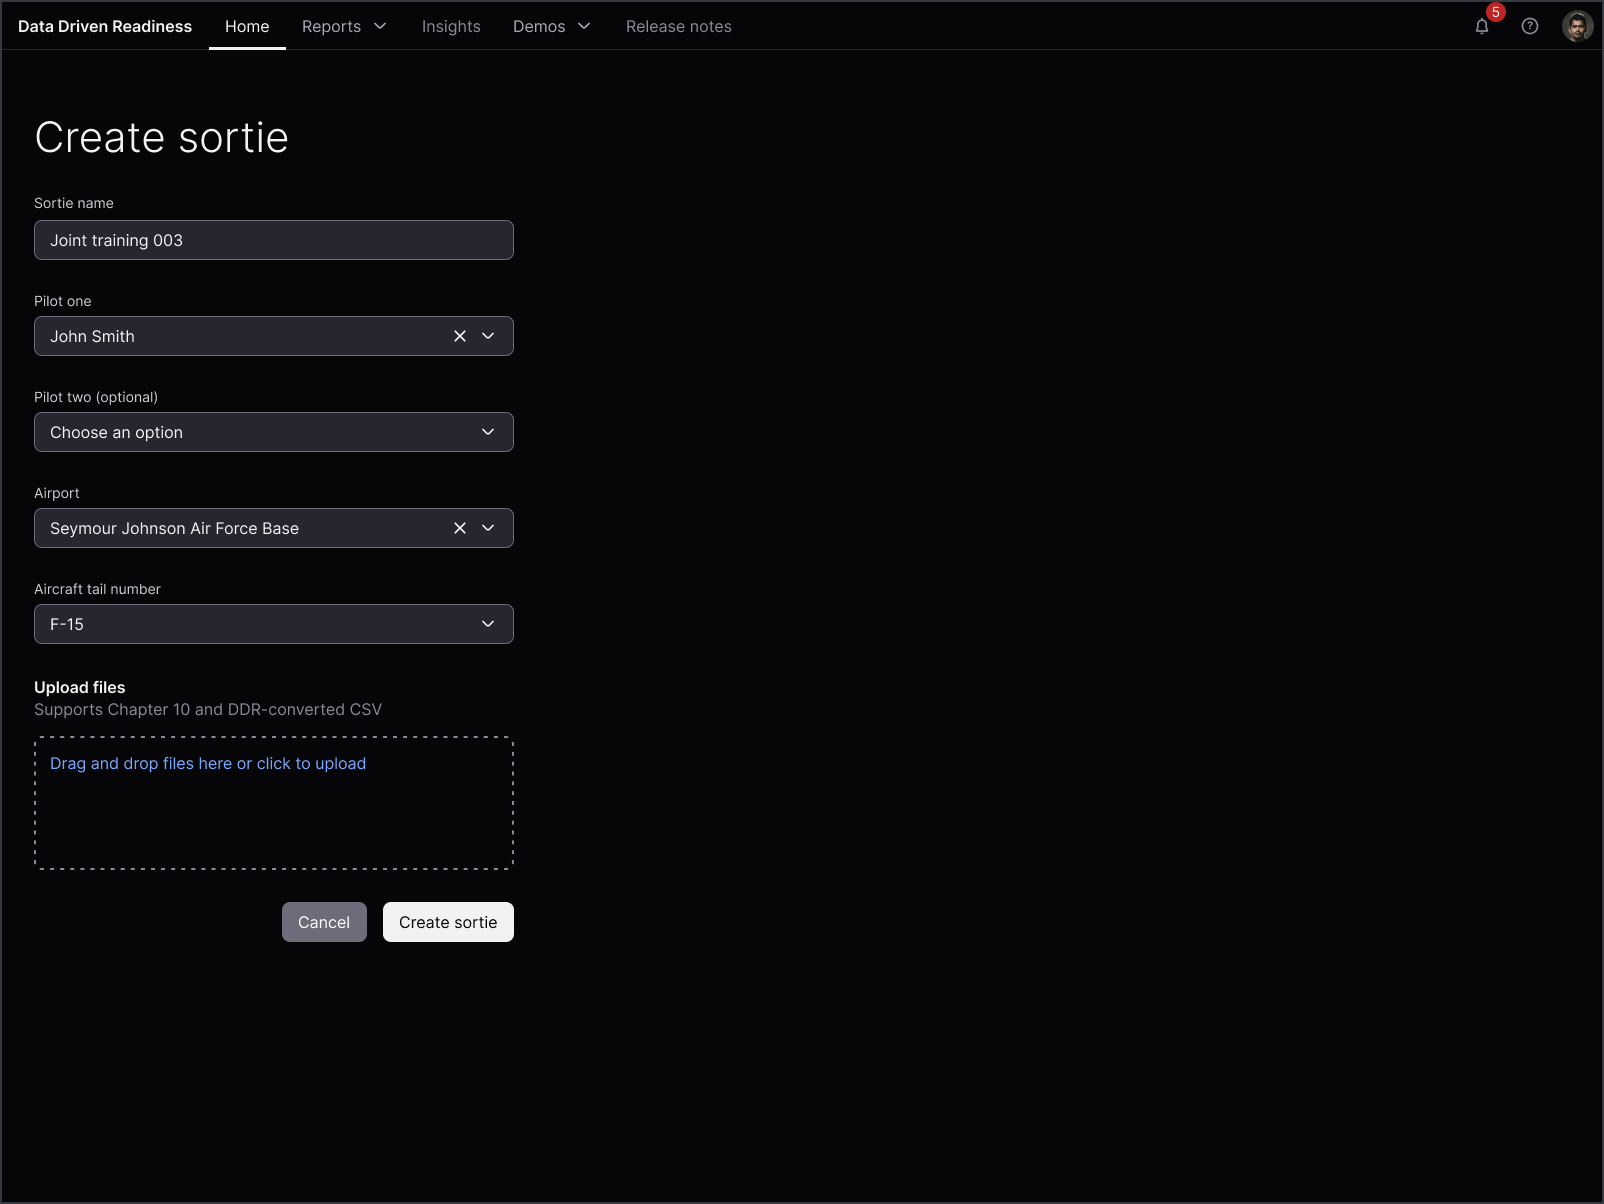 Data Driven Readiness Home Reports Insights Demos Release notes 5
Create sortie
Sortie name
Joint training 003
Pilot one
John Smith
Pilot two (optional)
Choose an option
Airport
Seymour Johnson Air Force Base
Aircraft tail number
F-15
Upload files
Supports Chapter 10 and DDR-converted CSV
Drag and drop files here or click to upload
Cancel Create sortie